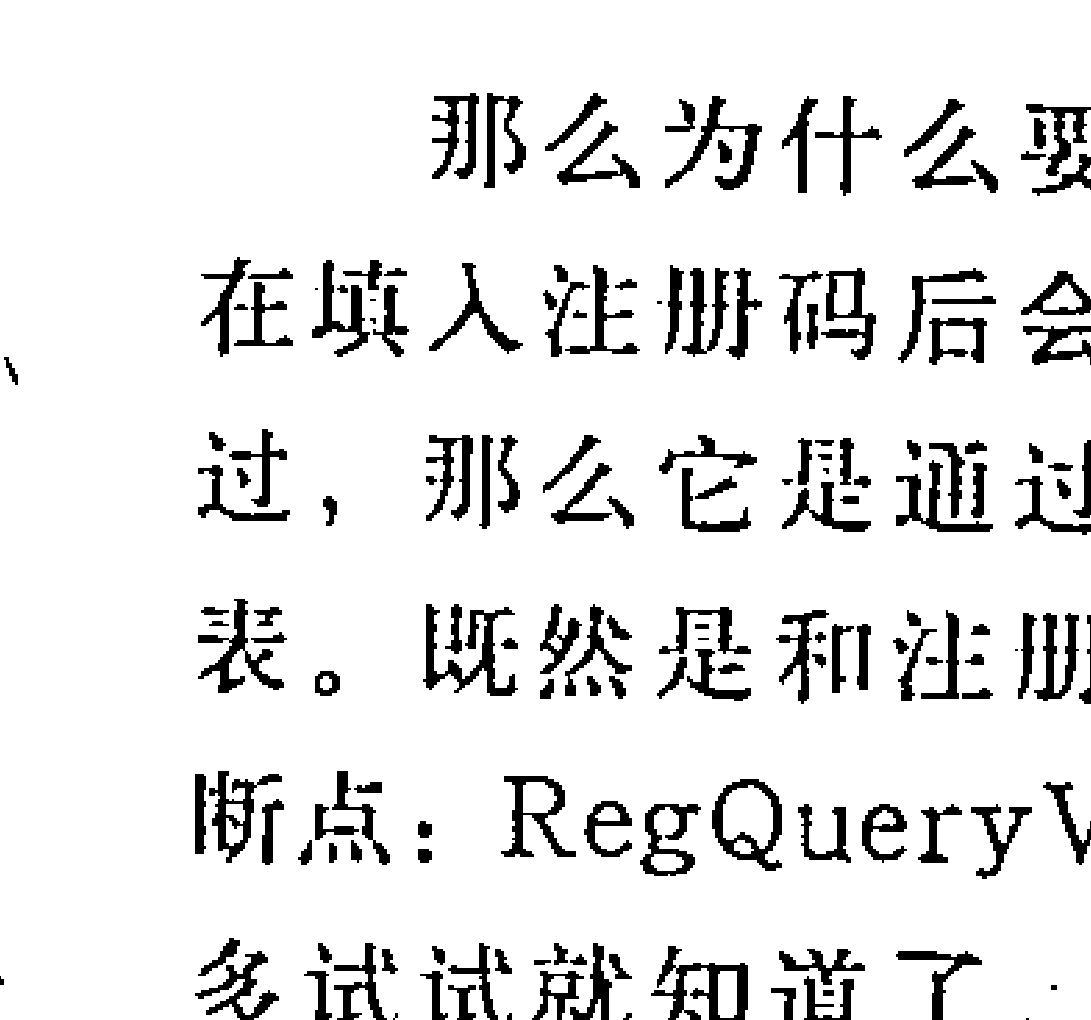 那么为什么要
在填入注册码后会
过，那么它是通过
表。既然是和注册
断点：RegQueryV
多试试就知道了